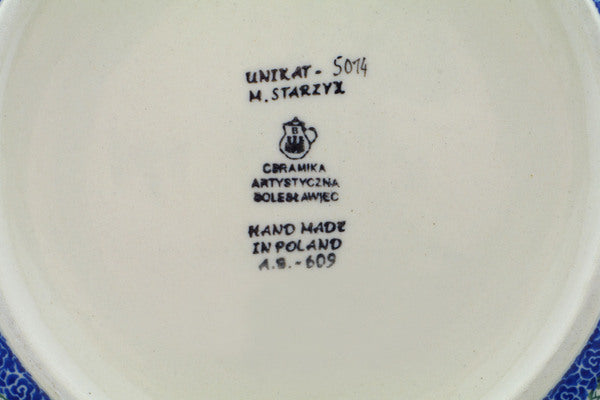 UNIKAT - 5014
M. STARZYK
B
CERAMIKA
ARTYSTYCZNA
BOLESŁAWIEC
HAND MADE
IN POLAND
A.S.-609